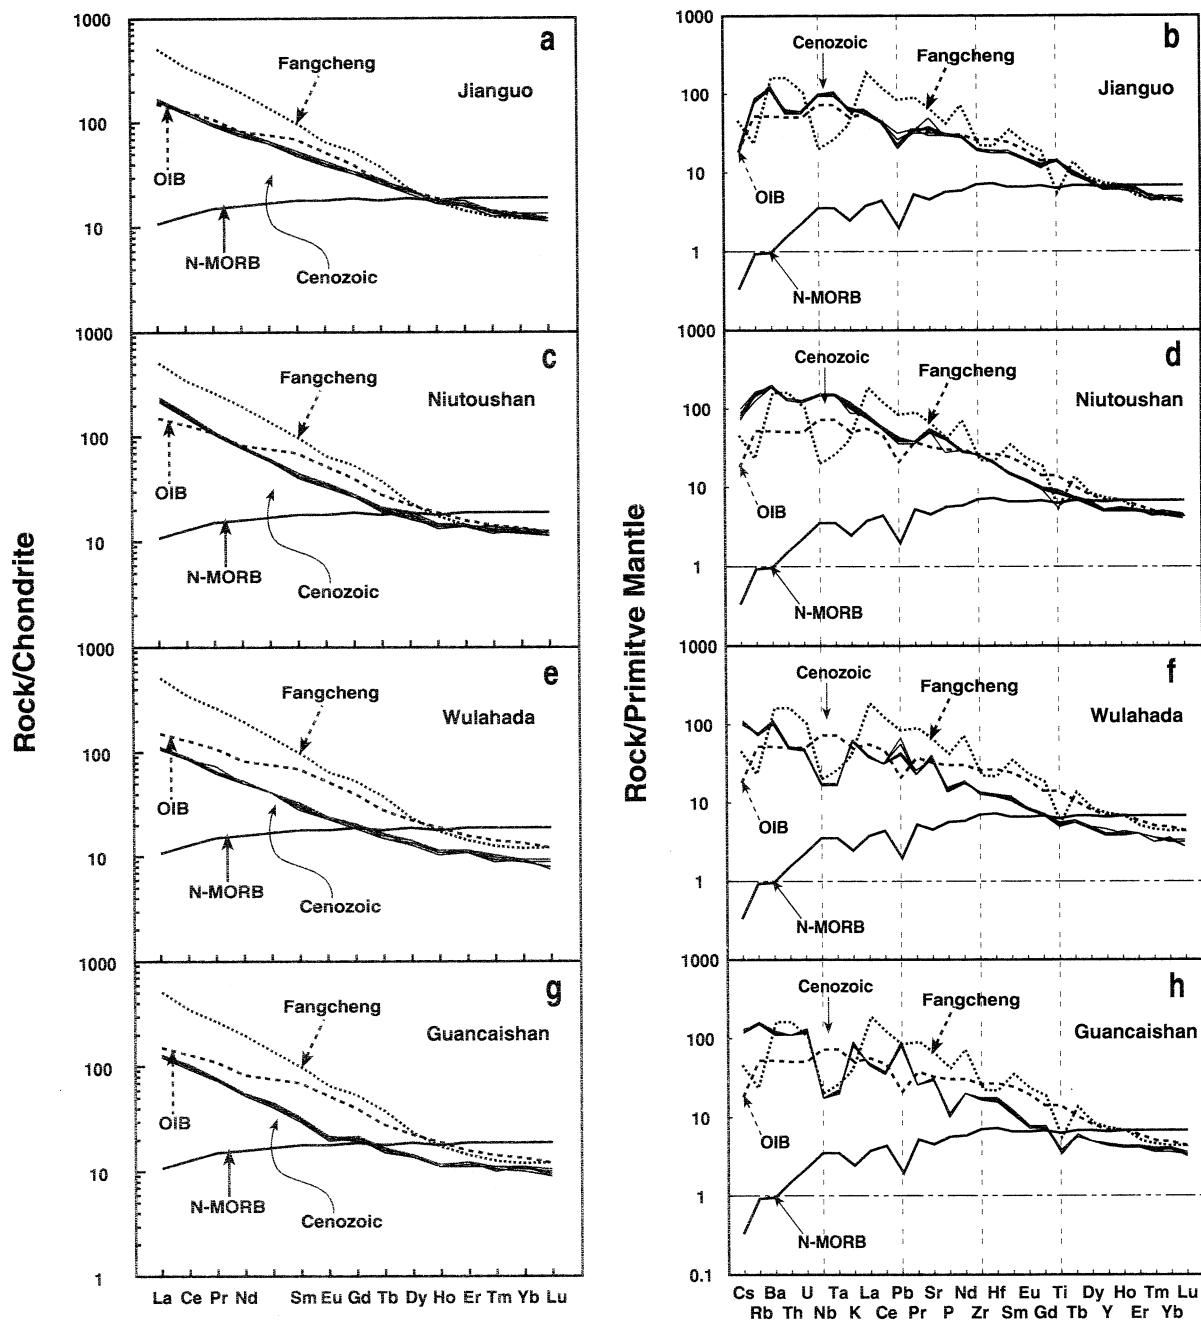 Rock/Chondrite
Rock/Primitve Mantle
1000
100
10
1000
a
Fangcheng
Jianguo
OIB
N-MORB
Cenozoic
1000
100
10
1
1000
b
Cenozoic
Fangcheng
Jianguo
OIB
N-MORB
100
10
1000
c
Fangcheng
Niutoushan
OIB
N-MORB
Cenozoic
100
10
1
1000
d
Cenozoic
Fangcheng
Niutoushan
OIB
N-MORB
100
10
1000
e
Fangcheng
Wulahada
OIB
N-MORB
Cenozoic
100
10
1
1000
f
Cenozoic
Fangcheng
Wulahada
OIB
N-MORB
100
10
1
g
Fangcheng
Guancaishan
OIB
N-MORB
Cenozoic
La Ce Pr Nd Sm Eu Gd Tb Dy Ho Er Tm Yb Lu
100
10
1
0.1
h
Cenozoic
Fangcheng
Guancaishan
OIB
N-MORB
Cs Ba U Ta La Pb Sr Nd Hf Eu Ti Dy Ho Tm Lu
Rb Th Nb K Ce Pr P Zr Sm Gd Tb Y Er Yb